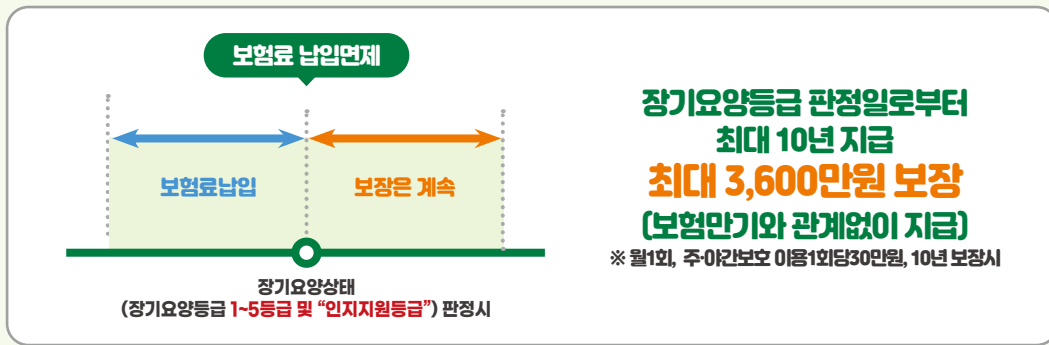 보험료 납입면제
보험료납입
보장은 계속
장기요양상태
(장기요양등급 1~5등급 및 “인지지원등급”) 판정시
장기요양등급 판정일로부터
최대 10년 지급
최대 3,600만원 보장
(보험만기와 관계없이 지급)
※ 월1회, 주·야간보호 이용1회당30만원, 10년 보장시